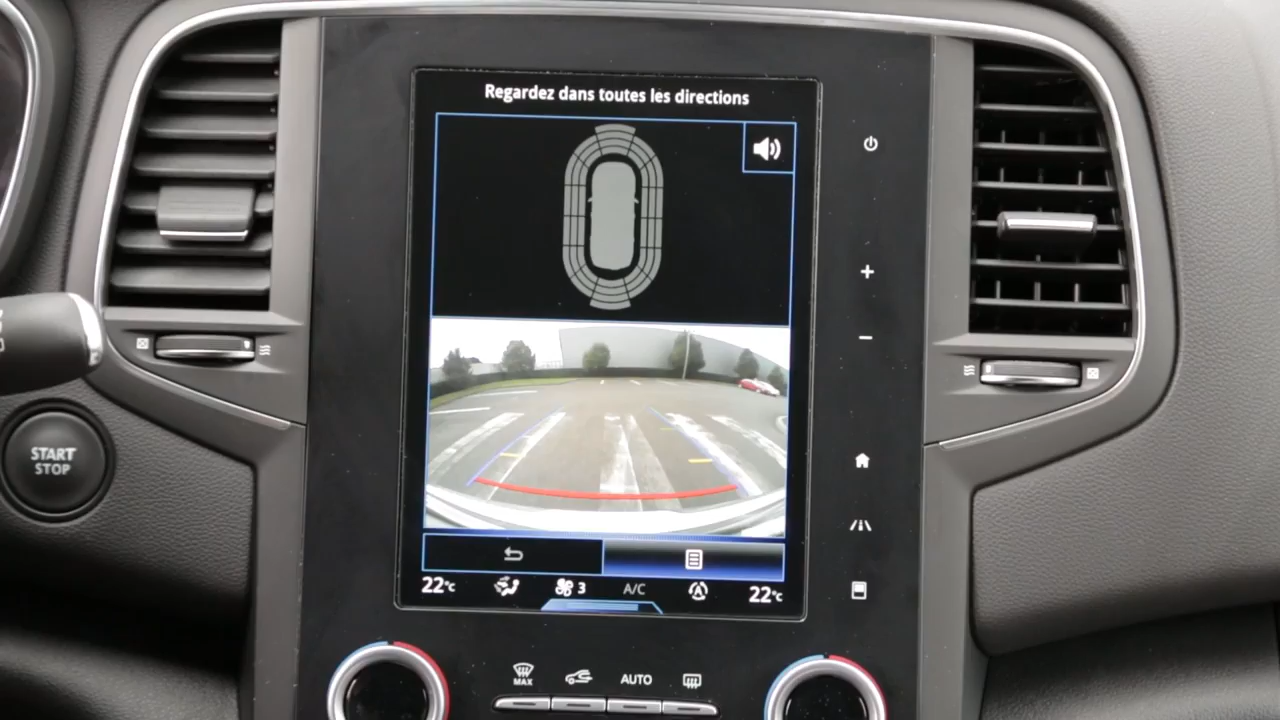 Regardez dans toutes les directions
START
STOP
22°c
3
A/C
A
22°c
MAX
AUTO